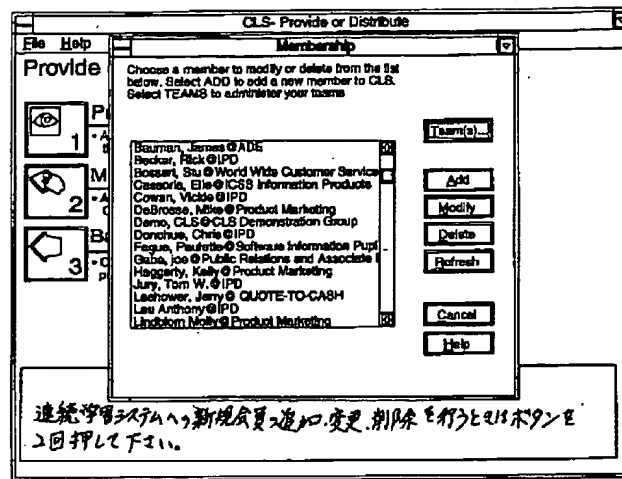 CLS- Provide or Distribute
File Help
Membership
Provide
Choose a member to modify or delete from the list
below. Select ADD to add a new member to CLS.
Select TEAMS to administer your teams
Team(s)...
1
2
3
Bauman, James@ADE
Becker, Rick@IPD
Bossert, Stu@World Wide Customer Service
Cassoria, Elie@ICSS Information Products
Cowan, Vickie@IPD
DeBrosse, Mike@Product Marketing
Demo, CLS@CLS Demonstration Group
Donohue, Chris@IPD
Fague, Paulette@Software Information Pupl
Gabe, joe@Public Relations and Associate
Haggerty, Kelly@Product Marketing
Jury, Tom W.@IPD
Lashower, Jerry@ QUOTE-TO-CASH
Lau Anthony@IPD
Lindblom Molly@Product Marketing
Add
Modify
Delete
Refresh
Cancel
Help
連続学習システムへの新規会員の追加、変更、削除を行うときはボタンを
2回押して下さい。